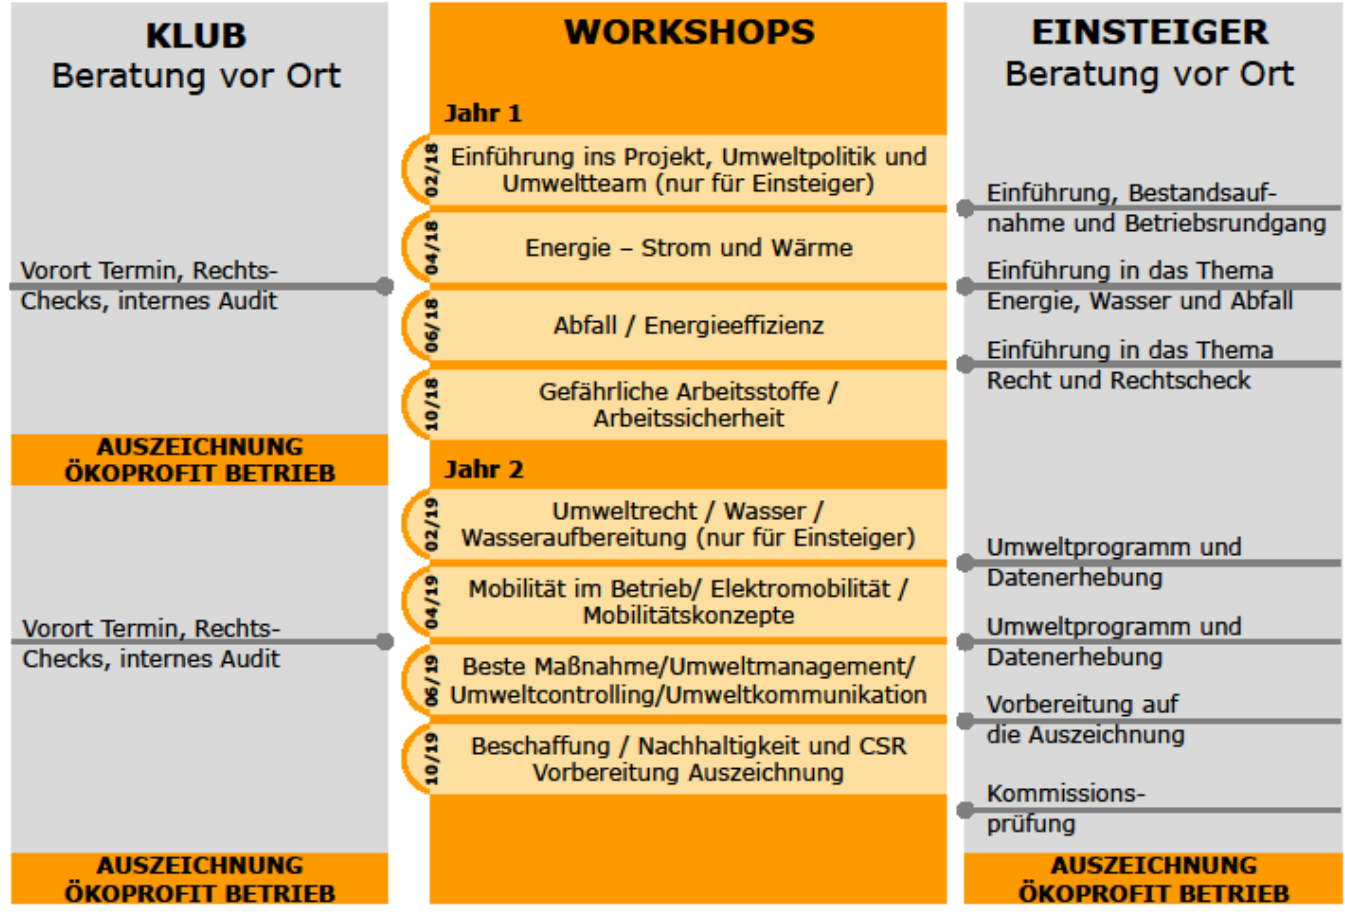 KLUB
Beratung vor Ort
Vorort Termin, Rechts-
Checks, internes Audit
AUSZEICHNUNG
ÖKOPROFIT BETRIEB
Vorort Termin, Rechts-
Checks, internes Audit
AUSZEICHNUNG
ÖKOPROFIT BETRIEB
WORKSHOPS
Jahr 1
02/18
Einführung ins Projekt, Umweltpolitik und
Umweltteam (nur für Einsteiger)
04/18
Energie – Strom und Wärme
06/18
Abfall / Energieeffizienz
10/18
Gefährliche Arbeitsstoffe /
Arbeitssicherheit
Jahr 2
02/19
Umweltrecht / Wasser /
Wasseraufbereitung (nur für Einsteiger)
04/19
Mobilität im Betrieb/ Elektromobilität /
Mobilitätskonzepte
06/19
Beste Maßnahme/Umweltmanagement/
Umweltcontrolling/Umweltkommunikation
10/19
Beschaffung / Nachhaltigkeit und CSR
Vorbereitung Auszeichnung
EINSTEIGER
Beratung vor Ort
Einführung, Bestandsauf-
nahme und Betriebsrundgang
Einführung in das Thema
Energie, Wasser und Abfall
Einführung in das Thema
Recht und Rechtscheck
Umweltprogramm und
Datenerhebung
Umweltprogramm und
Datenerhebung
Vorbereitung auf
die Auszeichnung
Kommissions-
prüfung
AUSZEICHNUNG
ÖKOPROFIT BETRIEB